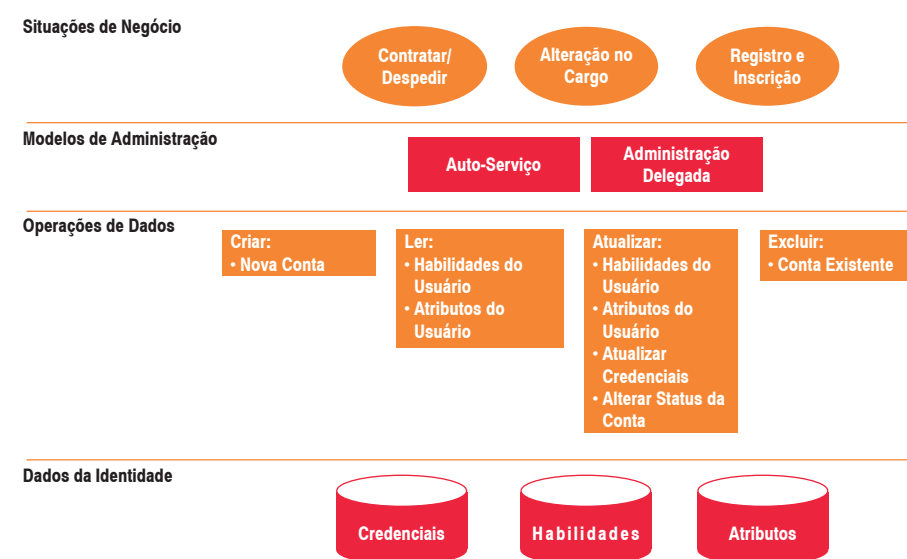 Situações de Negócio
Contratar/
Despedir
Alteração no
Cargo
Registro e
Inscrição
Modelos de Administração
Auto-Serviço
Administração
Delegada
Operações de Dados
Criar:
• Nova Conta
Ler:
• Habilidades do
Usuário
• Atributos do
Usuário
Atualizar:
• Habilidades do
Usuário
• Atributos do
Usuário
• Atualizar
Credenciais
• Alterar Status da
Conta
Excluir:
• Conta Existente
Dados da Identidade
Credenciais
Habilidades
Atributos